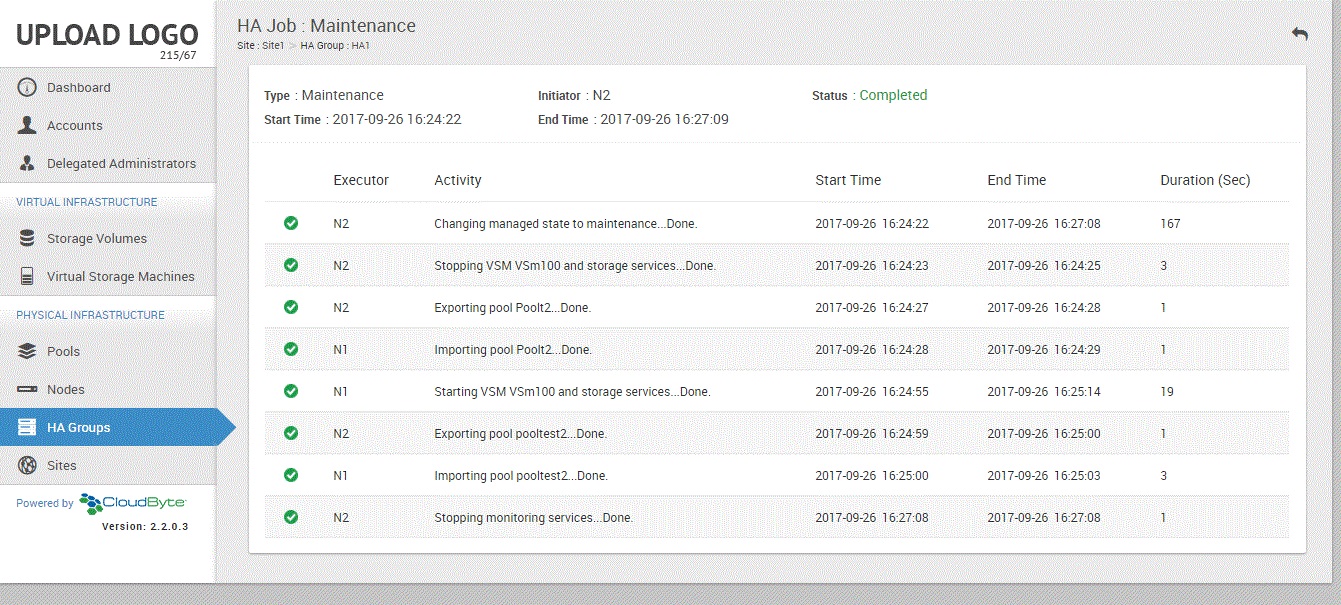 UPLOAD LOGO
215/67
Dashboard
Accounts
Delegated Administrators
VIRTUAL INFRASTRUCTURE
Storage Volumes
Virtual Storage Machines
PHYSICAL INFRASTRUCTURE
Pools
Nodes
HA Groups
Sites
Powered by CloudByte
Version: 2.2.0.3
HA Job : Maintenance
Site : Site1 > HA Group : HA1
Type : Maintenance Initiator : N2 Status : Completed
Start Time : 2017-09-26 16:24:22 End Time : 2017-09-26 16:27:09
Executor Activity Start Time End Time Duration (Sec)
N2 Changing managed state to maintenance...Done. 2017-09-26 16:24:22 2017-09-26 16:27:08 167
N2 Stopping VSM VSm100 and storage services...Done. 2017-09-26 16:24:23 2017-09-26 16:24:25 3
N2 Exporting pool Poolt2...Done. 2017-09-26 16:24:27 2017-09-26 16:24:28 1
N1 Importing pool Poolt2...Done. 2017-09-26 16:24:28 2017-09-26 16:24:29 1
N1 Starting VSM VSm100 and storage services...Done. 2017-09-26 16:24:55 2017-09-26 16:25:14 19
N2 Exporting pool pooltest2...Done. 2017-09-26 16:24:59 2017-09-26 16:25:00 1
N1 Importing pool pooltest2...Done. 2017-09-26 16:25:00 2017-09-26 16:25:03 3
N2 Stopping monitoring services...Done. 2017-09-26 16:27:08 2017-09-26 16:27:08 1